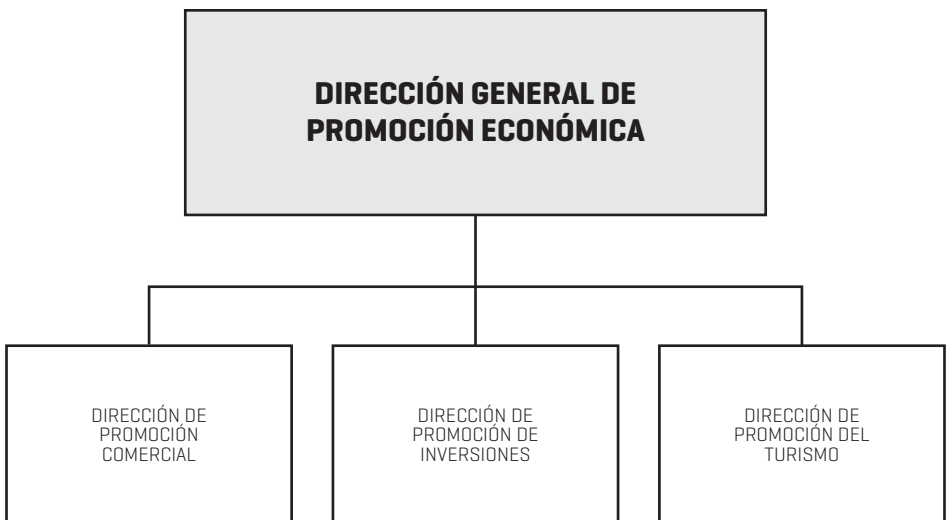 DIRECCIÓN GENERAL DE
PROMOCIÓN ECONÓMICA
DIRECCIÓN DE
PROMOCIÓN
COMERCIAL
DIRECCIÓN DE
PROMOCIÓN DE
INVERSIONES
DIRECCIÓN DE
PROMOCIÓN DEL
TURISMO